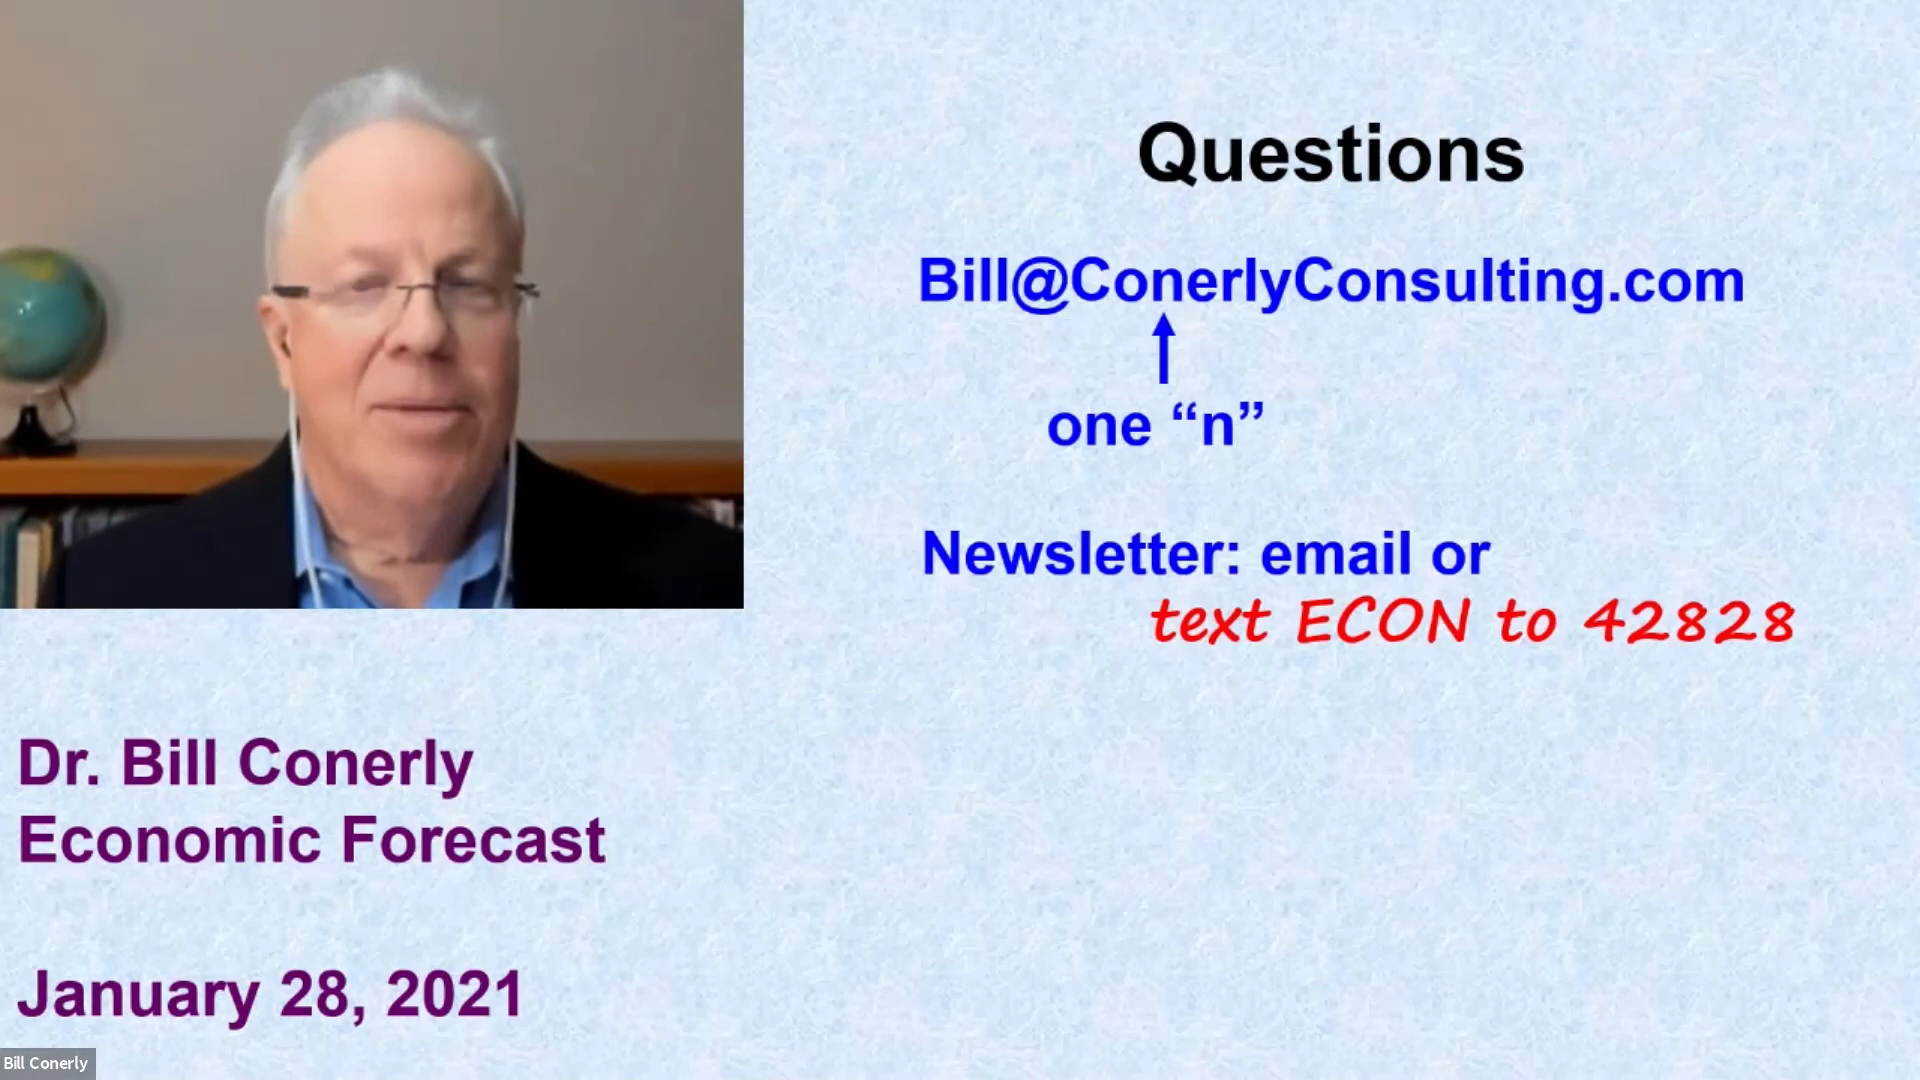 Questions
Bill@ConerlyConsulting.com
one “n”
Newsletter: email or
text ECON to 42828
Dr. Bill Conerly
Economic Forecast
January 28, 2021
Bill Conerly